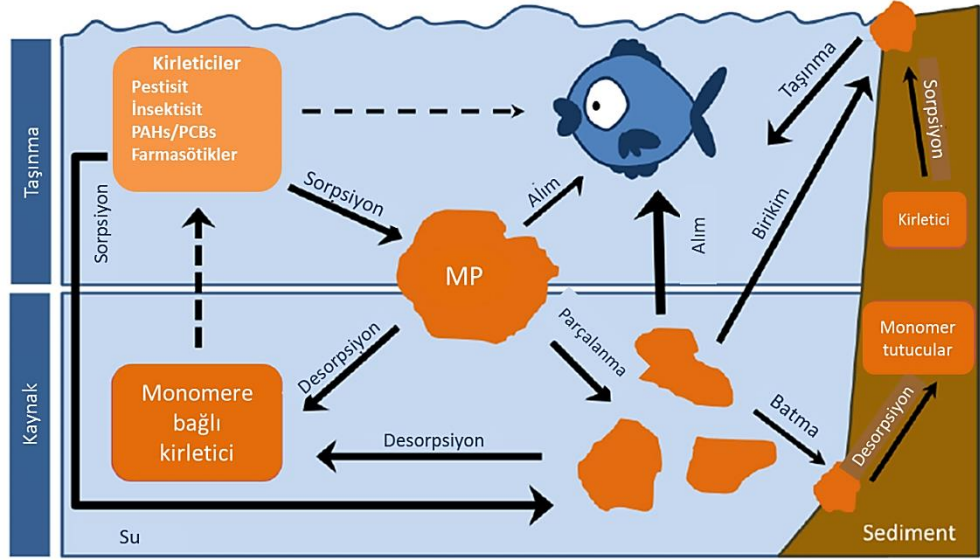 Taşınma
Kirleticiler
Pestisit
İnsektisit
PAHs/PCBs
Farmasötikler
Sorpsiyon
Sorpsiyon
Alım
MP
Alım
Birikim
Taşınma
Sorpsiyon
Kirletici
Kaynak
Monomere
bağlı
kirletici
Desorpsiyon
Desorpsiyon
Parçalanma
Batma
Desorpsiyon
Monomer
tutucular
Su
Sediment